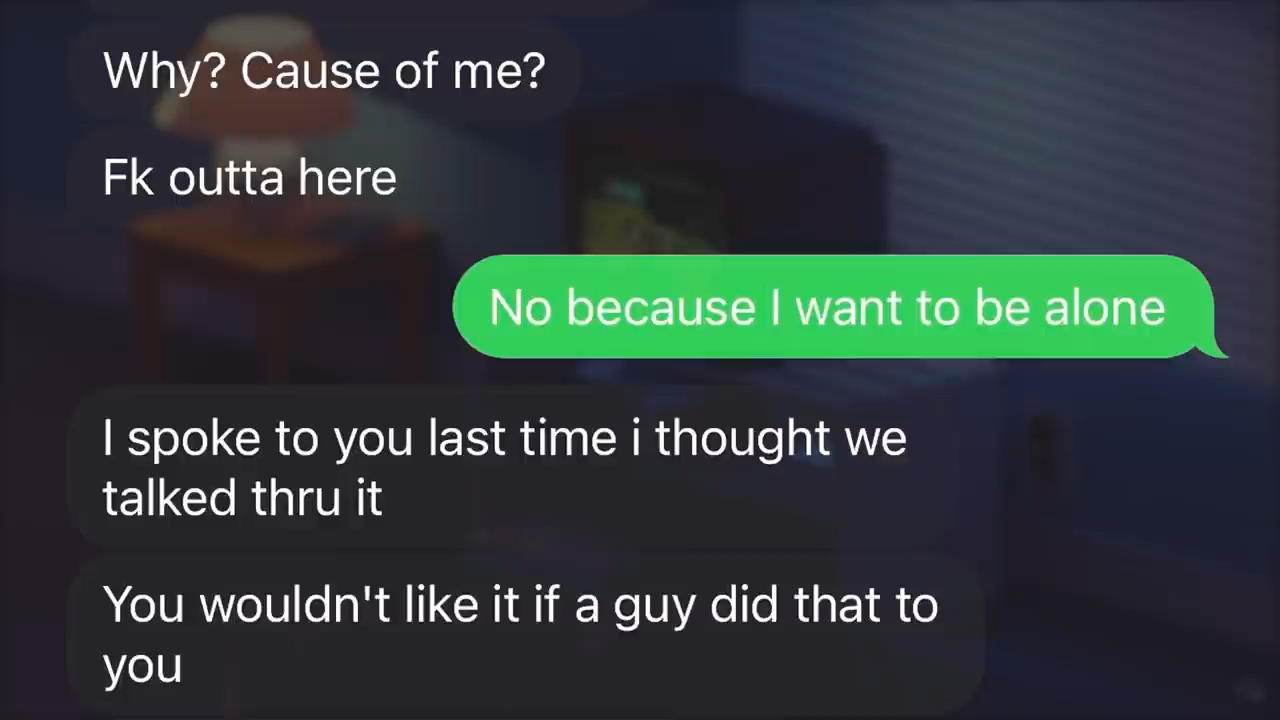 Why? Cause of me?
Fk outta here
No because I want to be alone
I spoke to you last time i thought we
talked thru it
You wouldn't like it if a guy did that to
you